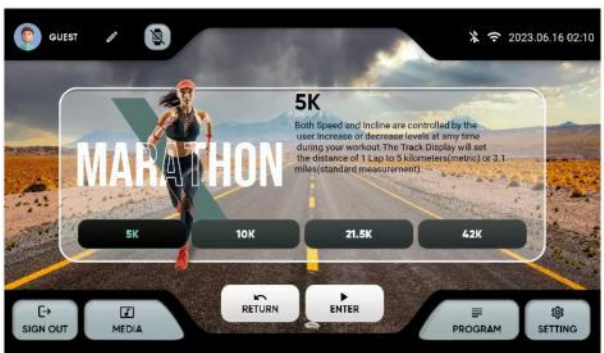 GUEST
2023.06.16 02:10
5K
Both Speed and Incline are controlled by the
user.Increase or decrease levels at amy time
during your workout.The Track Display will set
the distance of 1 Lap to 5 kilometers(metric) or 3.1
miles(standard measurement).
MARATHON
5K
10K
21.5K
42K
RETURN
ENTER
SIGN OUT
MEDIA
PROGRAM
SETTING